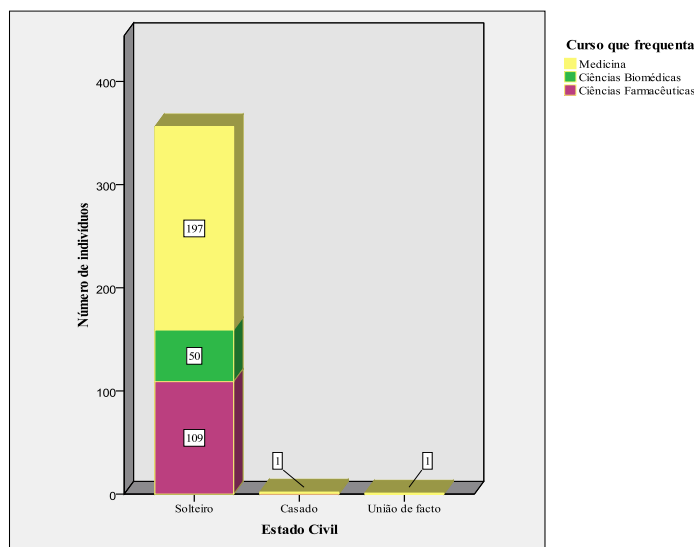 Curso que frequenta
Medicina
Ciências Biomédicas
Ciências Farmacêuticas
Número de indivíduos
400
300
200
100
0
197
50
109
1
1
Solteiro
Casado
União de facto
Estado Civil